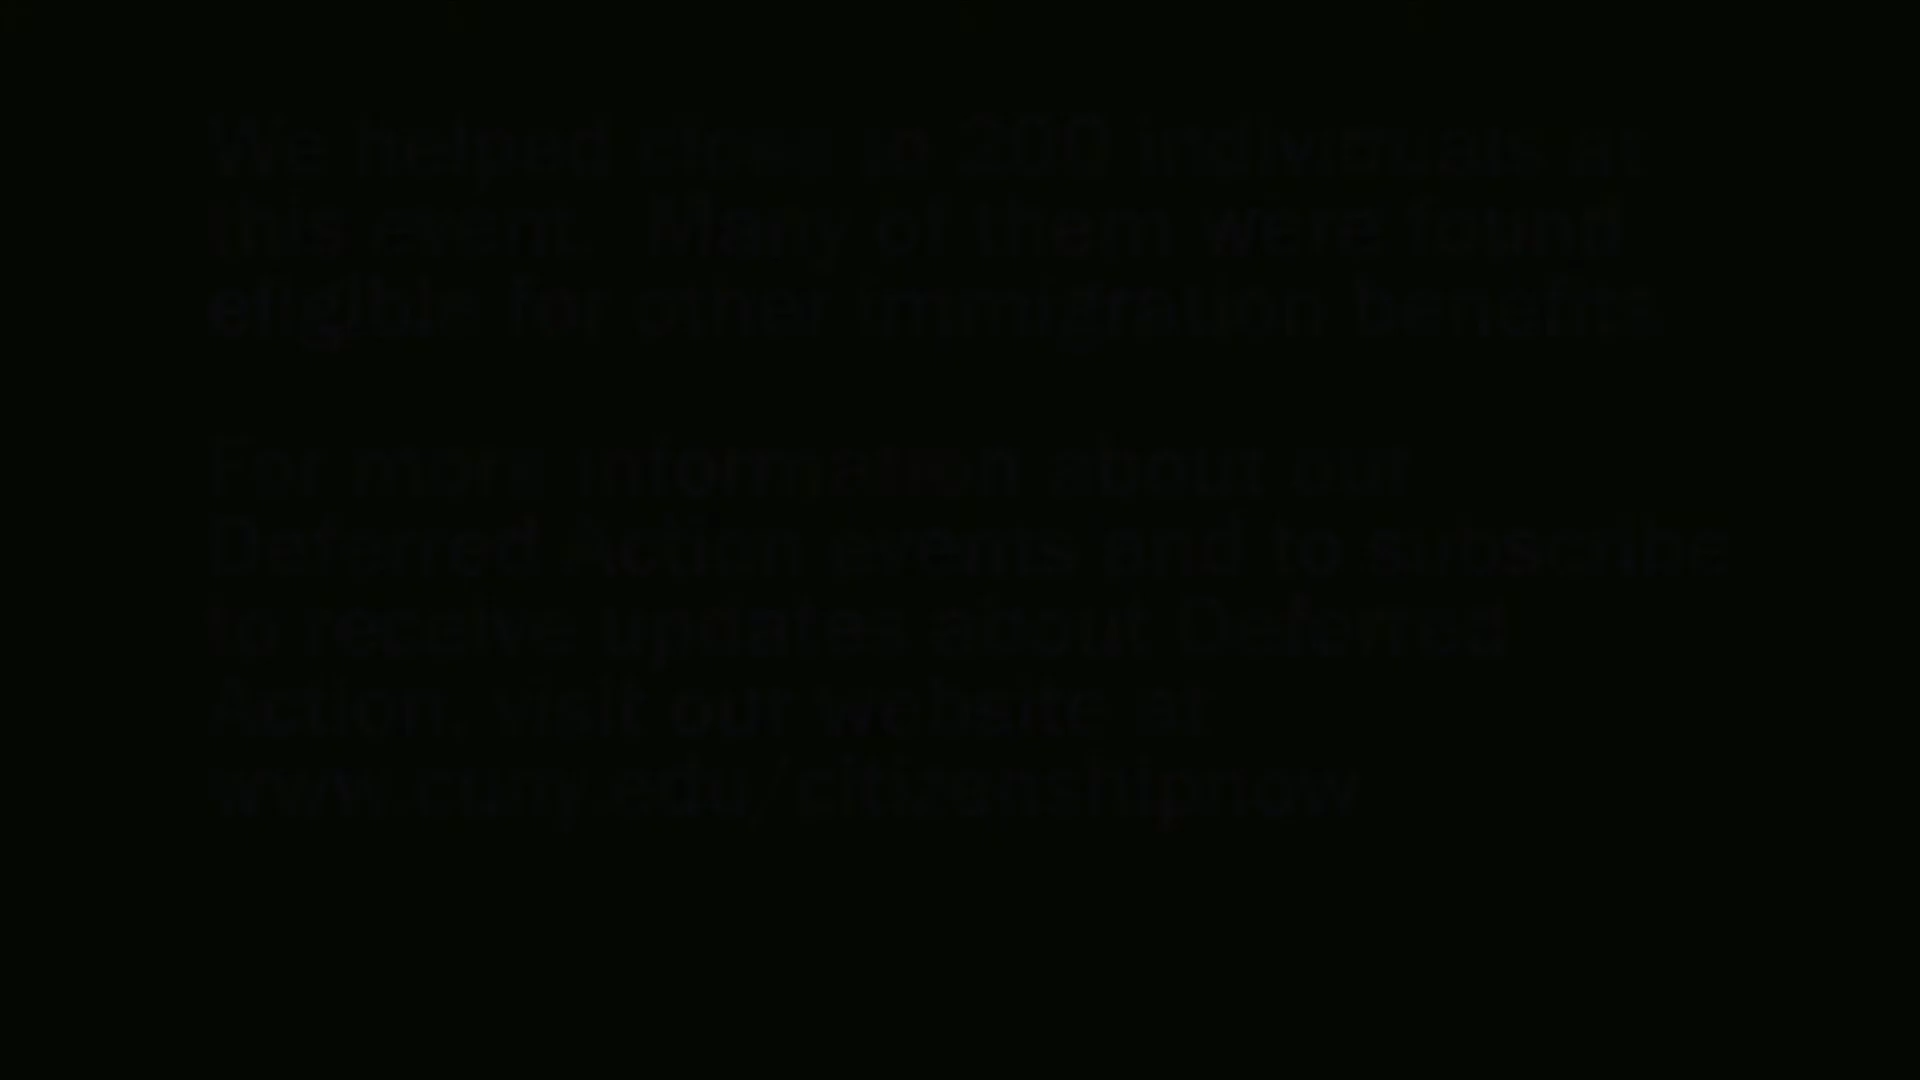 We helped close to 200 individuals at
this event. Many of them were found
eligible for other immigration benefits.
For more information about our
Deferred Action events and to subscribe
to receive updates about Deferred
Action, visit our website at
www.cuny.edu/citizenshipnow